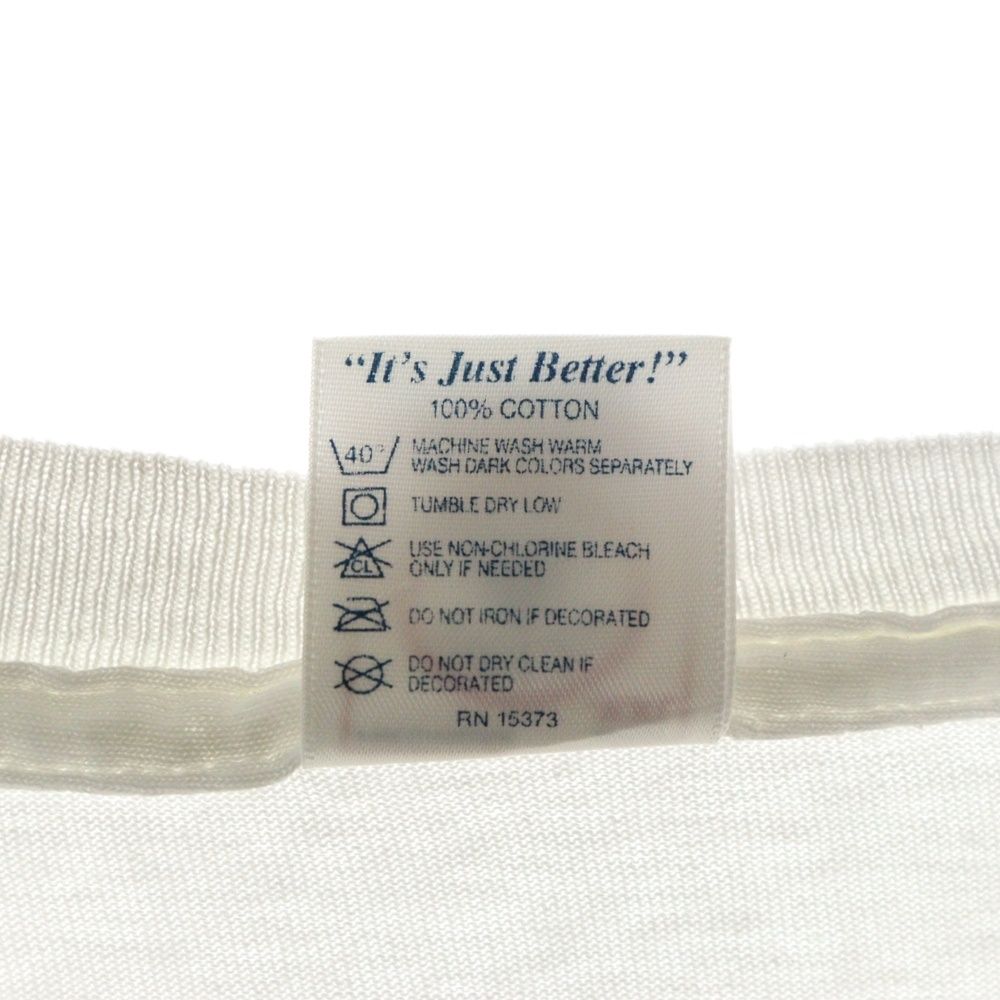 “It’s Just Better!”
100% COTTON
40°
MACHINE WASH WARM
WASH DARK COLORS SEPARATELY
TUMBLE DRY LOW
CL
USE NON-CHLORINE BLEACH
ONLY IF NEEDED
DO NOT IRON IF DECORATED
DO NOT DRY CLEAN IF
DECORATED
RN 15373